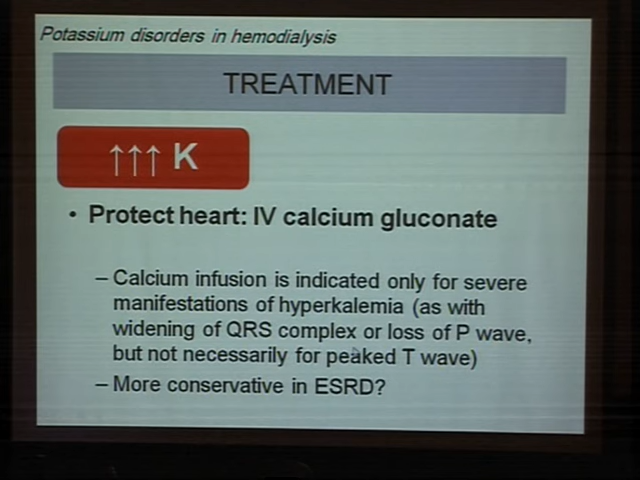 Potassium disorders in hemodialysis
TREATMENT
↑↑↑ K
• Protect heart: IV calcium gluconate
– Calcium infusion is indicated only for severe
manifestations of hyperkalemia (as with
widening of QRS complex or loss of P wave,
but not necessarily for peaked T wave)
– More conservative in ESRD?